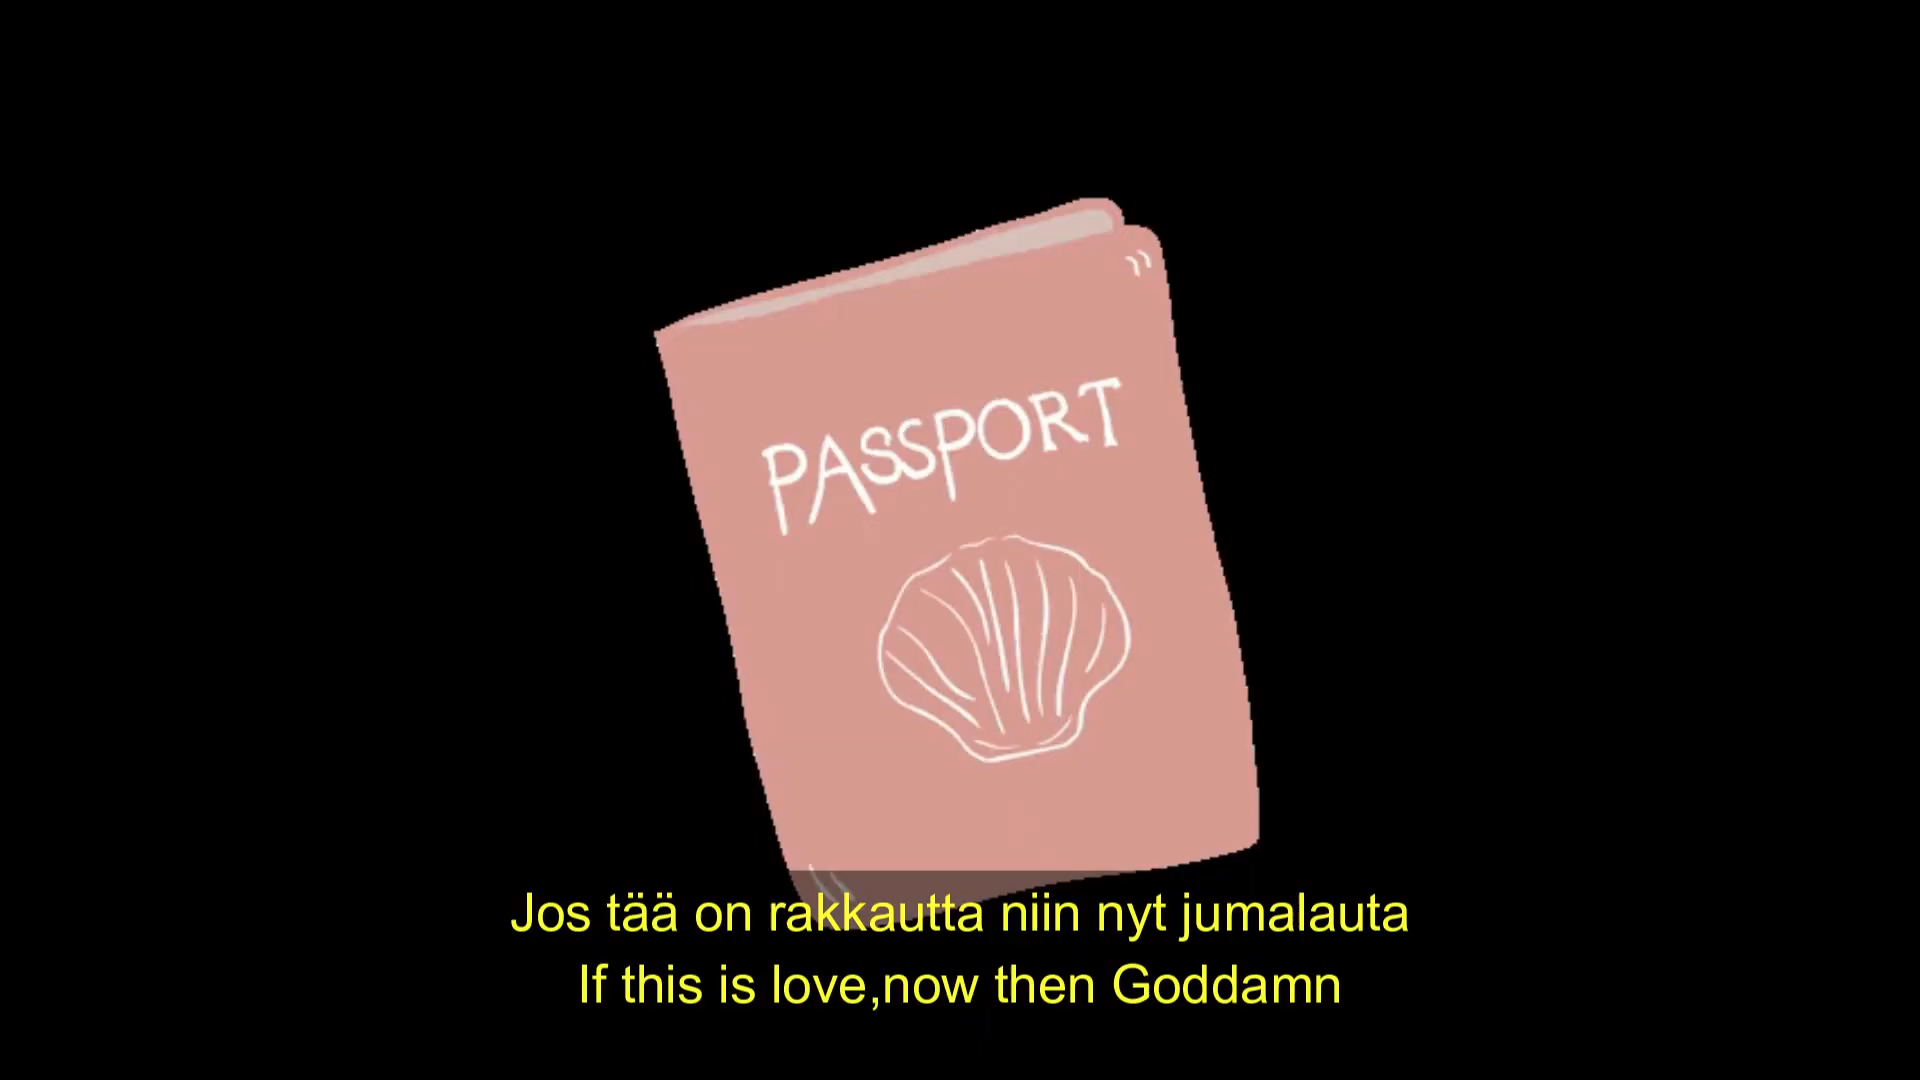 PASSPORT
Jos tää on rakkautta niin nyt jumalauta
If this is love,now then Goddamn